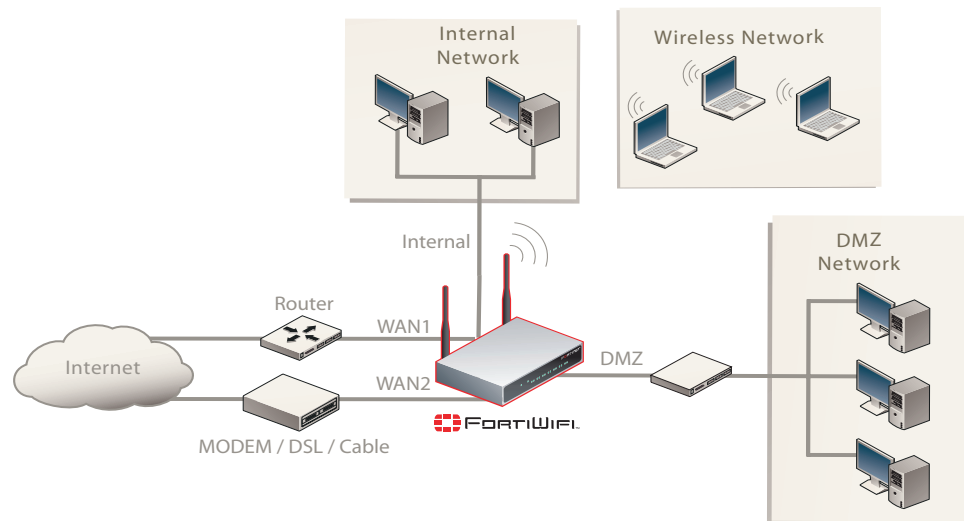 Internal
Network
Wireless Network
DMZ
Network
Internal
Router
WAN1
Internet
DMZ
WAN2
FORTIWIFI
MODEM / DSL / Cable